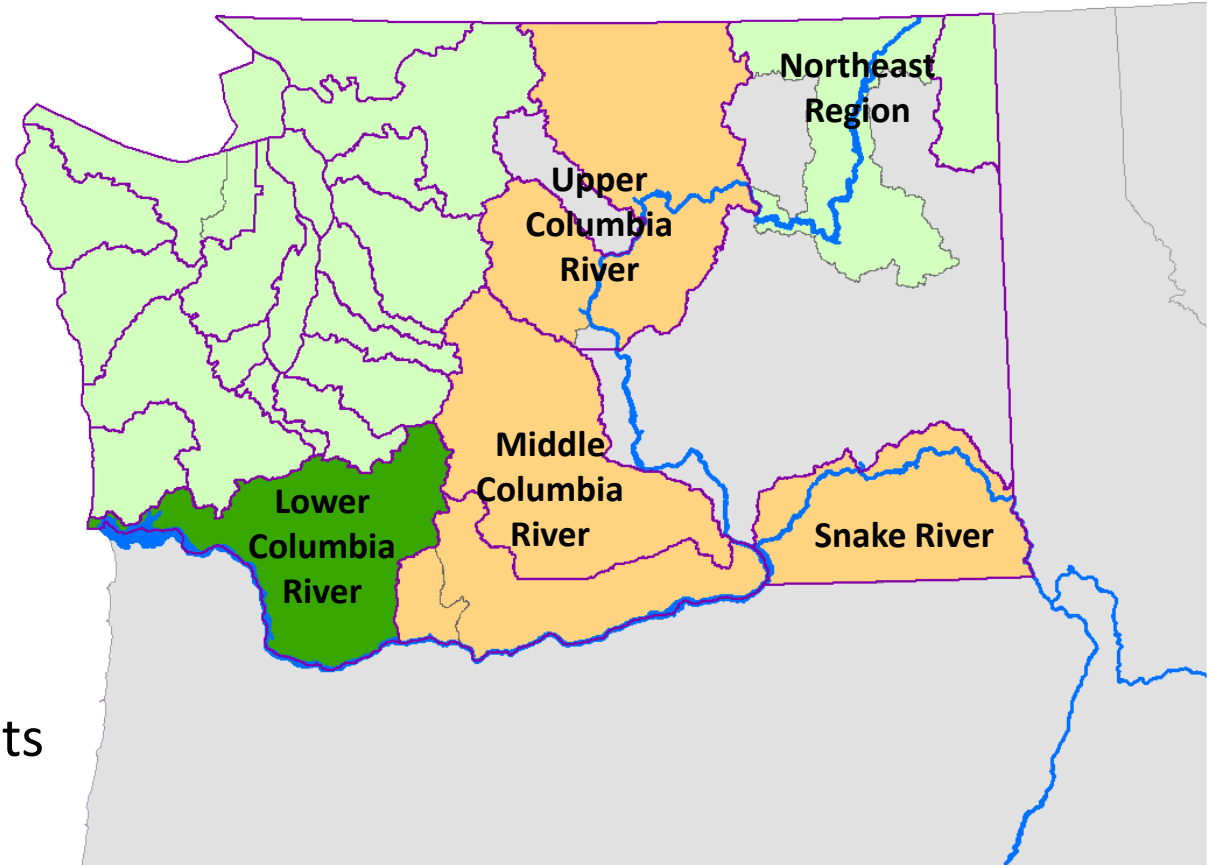 Northeast
Region
Upper
Columbia
River
Middle
Columbia
River
Lower
Columbia
River
Snake River
ts